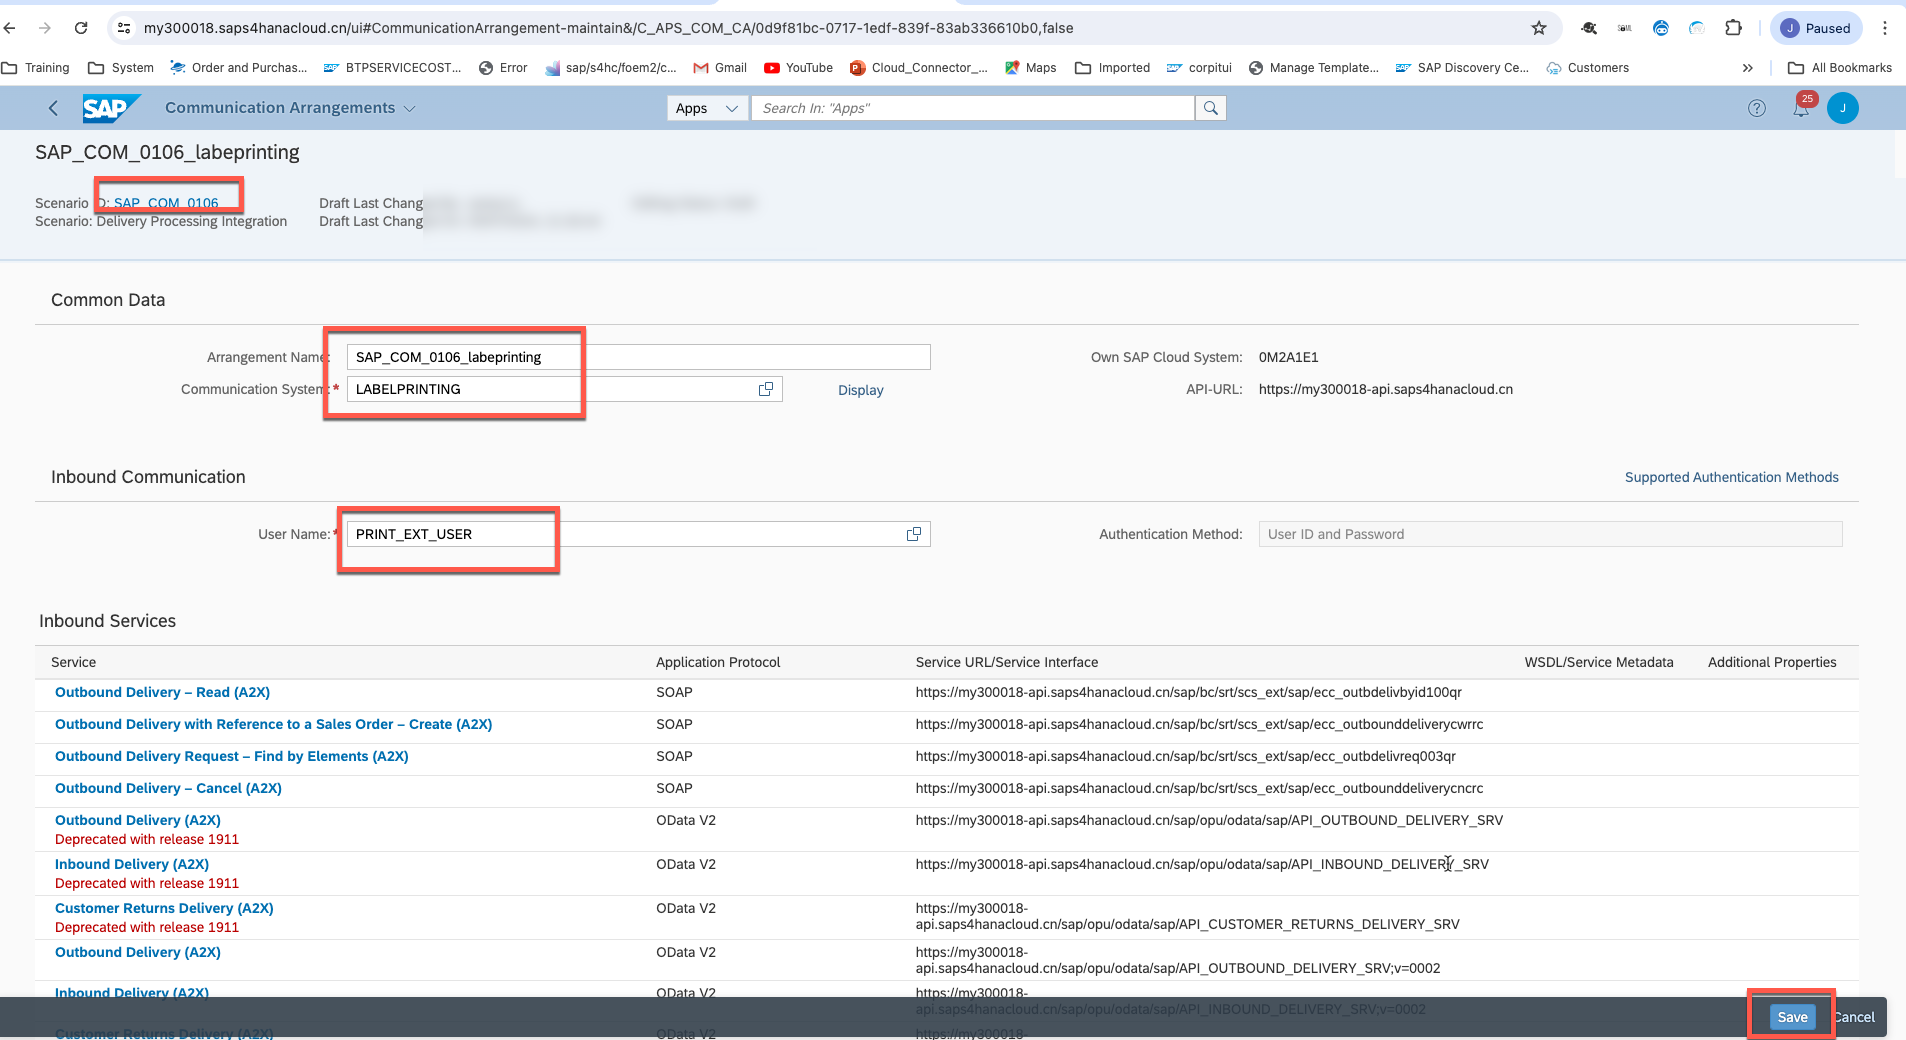 my300018.saps4hanacloud.cn/ui#CommunicationArrangement-maintain&/C_APS_COM_CA/0d9f81bc-0717-1edf-839f-83ab336610b0,false
J Paused
Training System Order and Purchas... BTPSERVICECOST... Error sap/s4hc/foem2/c... Gmail YouTube Cloud_Connector_... Maps Imported corpitui Manage Template... SAP Discovery Ce... Customers » All Bookmarks
SAP Communication Arrangements Apps Search In: "Apps" ? 25 J
SAP_COM_0106_labeprinting
Scenario ID: SAP_COM_0106 Draft Last Chang
Scenario: Delivery Processing Integration Draft Last Chang
Common Data
Arrangement Name: SAP_COM_0106_labeprinting Own SAP Cloud System: 0M2A1E1
Communication System:* LABELPRINTING Display API-URL: https://my300018-api.saps4hanacloud.cn
Inbound Communication Supported Authentication Methods
User Name:* PRINT_EXT_USER Authentication Method: User ID and Password
Inbound Services
Service Application Protocol Service URL/Service Interface WSDL/Service Metadata Additional Properties
Outbound Delivery – Read (A2X) SOAP https://my300018-api.saps4hanacloud.cn/sap/bc/srt/scs_ext/sap/ecc_outbdelivbyid100qr
Outbound Delivery with Reference to a Sales Order – Create (A2X) SOAP https://my300018-api.saps4hanacloud.cn/sap/bc/srt/scs_ext/sap/ecc_outbounddeliverycwrrc
Outbound Delivery Request – Find by Elements (A2X) SOAP https://my300018-api.saps4hanacloud.cn/sap/bc/srt/scs_ext/sap/ecc_outbdelivreq003qr
Outbound Delivery – Cancel (A2X) SOAP https://my300018-api.saps4hanacloud.cn/sap/bc/srt/scs_ext/sap/ecc_outbounddeliverycncrc
Outbound Delivery (A2X) OData V2 https://my300018-api.saps4hanacloud.cn/sap/opu/odata/sap/API_OUTBOUND_DELIVERY_SRV
Deprecated with release 1911
Inbound Delivery (A2X) OData V2 https://my300018-api.saps4hanacloud.cn/sap/opu/odata/sap/API_INBOUND_DELIVERY_SRV
Deprecated with release 1911
Customer Returns Delivery (A2X) OData V2 https://my300018-
api.saps4hanacloud.cn/sap/opu/odata/sap/API_CUSTOMER_RETURNS_DELIVERY_SRV
Deprecated with release 1911
Outbound Delivery (A2X) OData V2 https://my300018-
api.saps4hanacloud.cn/sap/opu/odata/sap/API_OUTBOUND_DELIVERY_SRV;v=0002
Inbound Delivery (A2X) OData V2 https://my300018-
api.saps4hanacloud.cn/sap/opu/odata/sap/API_INBOUND_DELIVERY_SRV;v=0002
Save Cancel
Customer Returns Delivery (A2X) OData V2 https://my300018-